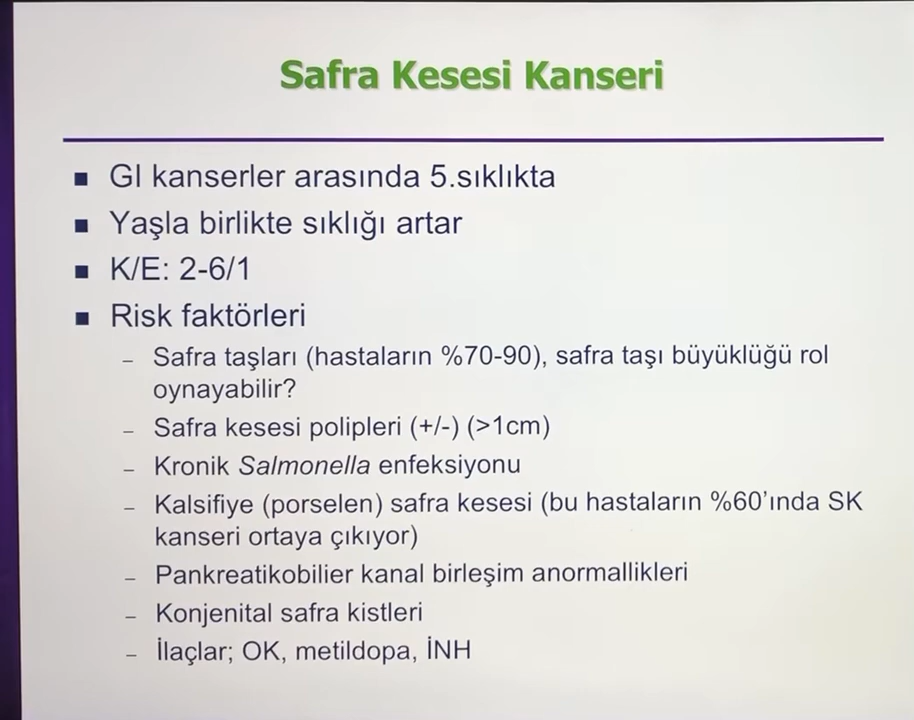 Safra Kesesi Kanseri
■ GI kanserler arasında 5.sıklıkta
■ Yaşla birlikte sıklığı artar
■ K/E: 2-6/1
■ Risk faktörleri
– Safra taşları (hastaların %70-90), safra taşı büyüklüğü rol
oynayabilir?
– Safra kesesi polipleri (+/-) (>1cm)
– Kronik Salmonella enfeksiyonu
– Kalsifiye (porselen) safra kesesi (bu hastaların %60’ında SK
kanseri ortaya çıkıyor)
– Pankreatikobilier kanal birleşim anormallikleri
– Konjenital safra kistleri
– İlaçlar; OK, metildopa, İNH